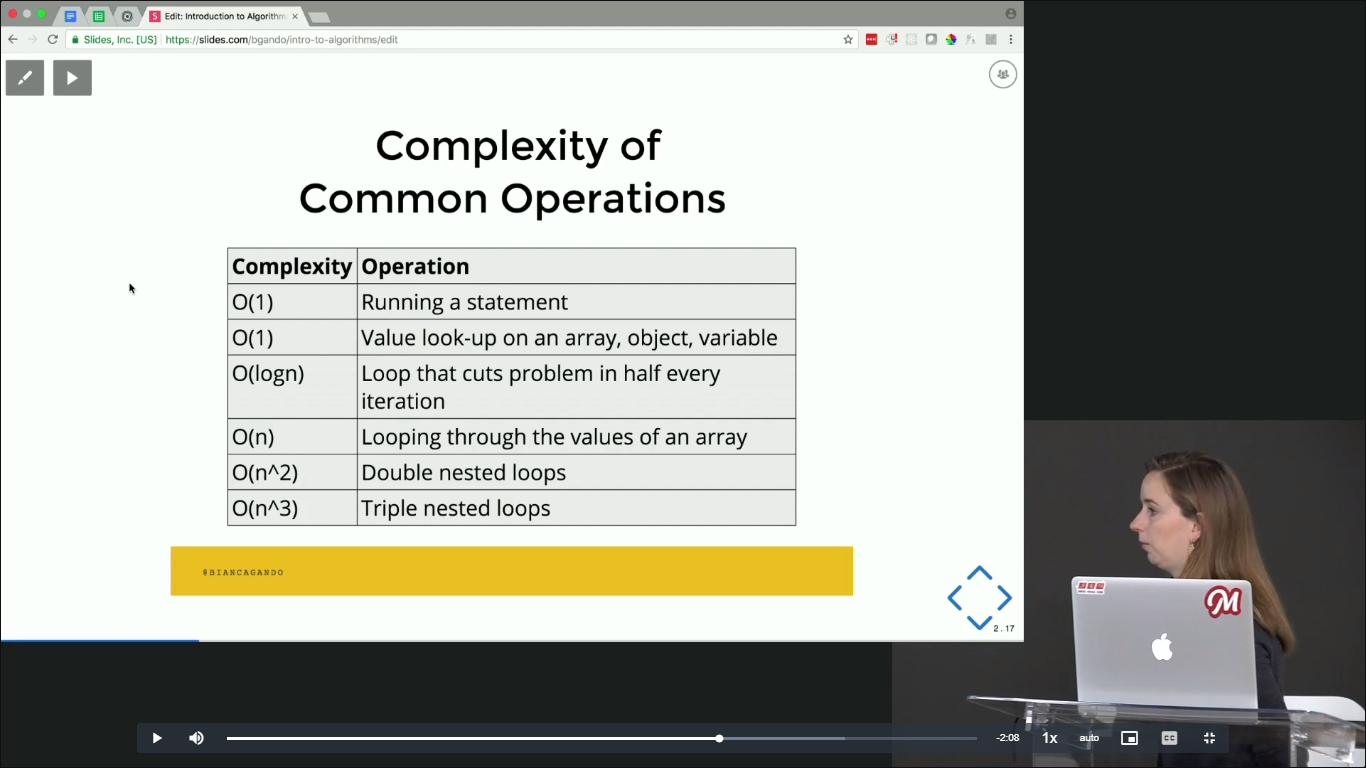 Edit: Introduction to Algorithm
Slides, Inc. [US] https://slides.com/bgando/intro-to-algorithms/edit
Complexity of
Common Operations
Complexity Operation
O(1) Running a statement
O(1) Value look-up on an array, object, variable
O(logn) Loop that cuts problem in half every
iteration
O(n) Looping through the values of an array
O(n^2) Double nested loops
O(n^3) Triple nested loops
@BIANCAGANDO
2.17
M
-2:08 1x auto CC